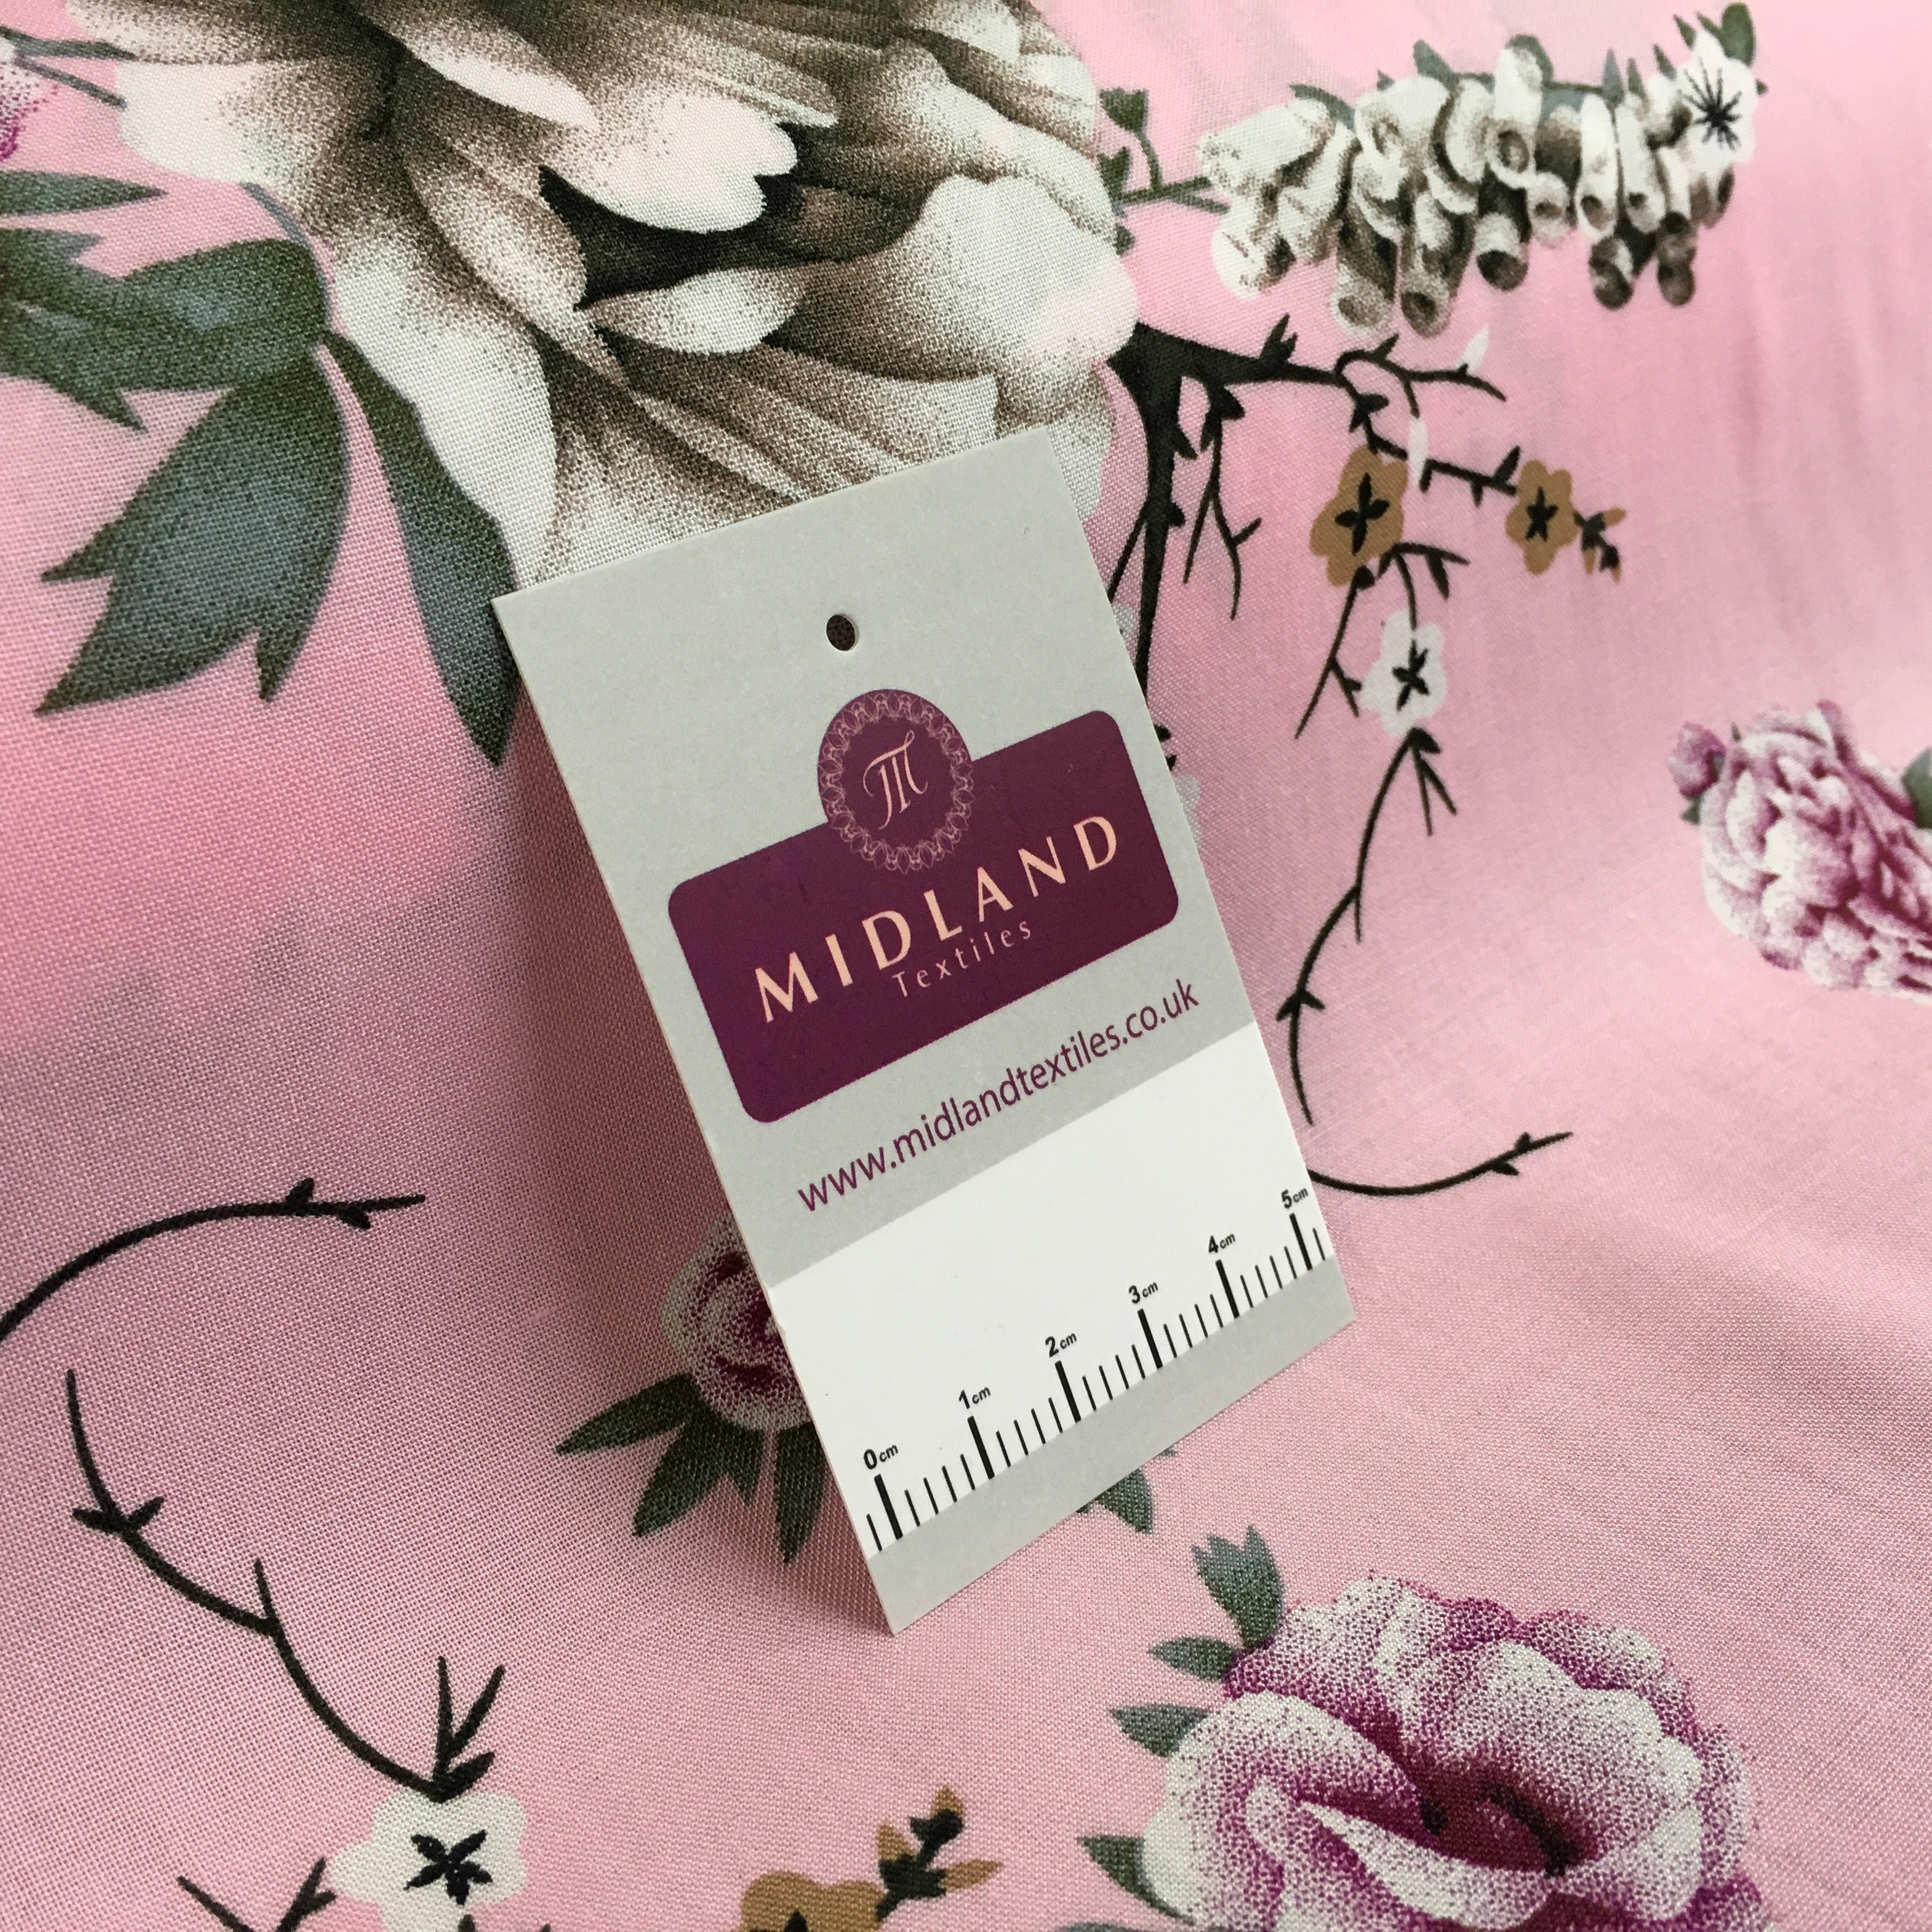 M
MIDLAND
Textiles
www.midlandtextiles.co.uk
0cm 1cm 2cm 3cm 4cm 5cm